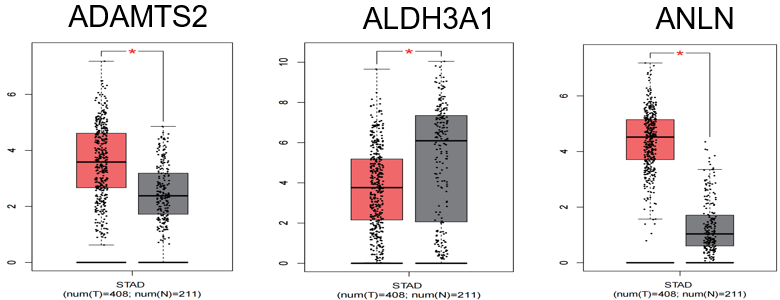 ADAMTS2
ALDH3A1
ANLN
*
*
*
6
4
2
0
10
8
6
4
2
0
6
4
2
0
STAD
(num(T)=408; num(N)=211)
STAD
(num(T)=408; num(N)=211)
STAD
(num(T)=408; num(N)=211)